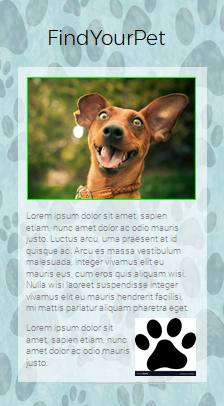 FindYourPet
Lorem ipsum dolor sit amet, sapien
etiam, nunc amet dolor ac odio mauris
justo. Luctus arcu, urna praesent at id
quisque ac. Arcu es massa vestibulum
malesuada, integer vivamus elit eu
mauris eus, cum eros quis aliquam wisi.
Nulla wisi laoreet suspendisse integer
vivamus elit eu mauris hendrerit facilisi,
mi mattis pariatur aliquam pharetra eget.
Lorem ipsum dolor sit
amet, sapien etiam, nunc
amet dolor ac odio mauris
justo.